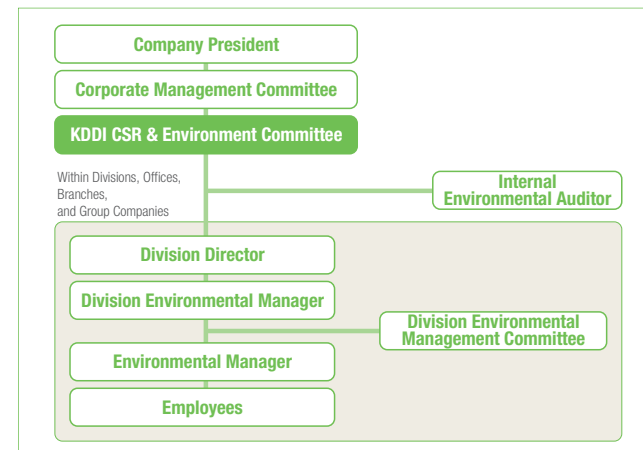 Company President
Corporate Management Committee
KDDI CSR & Environment Committee
Within Divisions, Offices,
Branches,
and Group Companies
Internal
Environmental Auditor
Division Director
Division Environmental Manager
Division Environmental
Management Committee
Environmental Manager
Employees